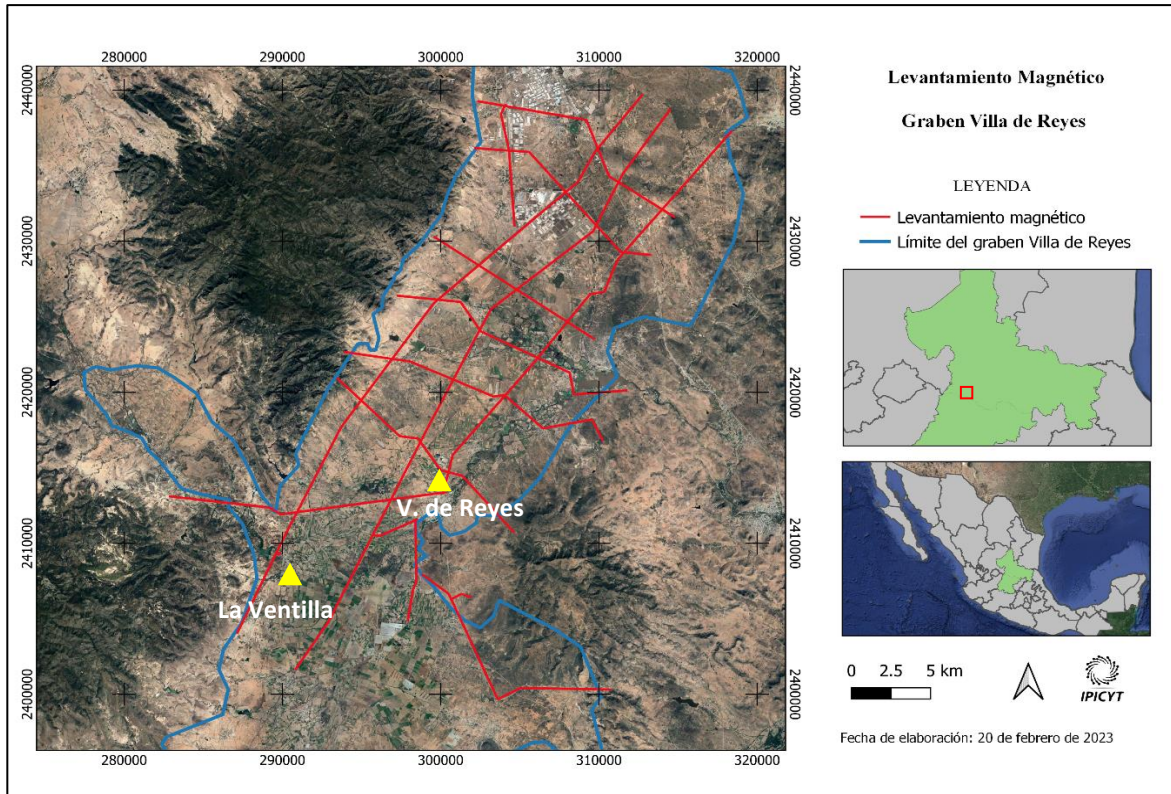 280000 290000 300000 310000 320000
2440000 2440000
2430000 2430000
2420000 2420000
2410000 2410000
2400000 2400000
280000 290000 300000 310000 320000
V. de Reyes
La Ventilla
Levantamiento Magnético
Graben Villa de Reyes
LEYENDA
Levantamiento magnético
Límite del graben Villa de Reyes
0 2.5 5 km
IPICYT
Fecha de elaboración: 20 de febrero de 2023